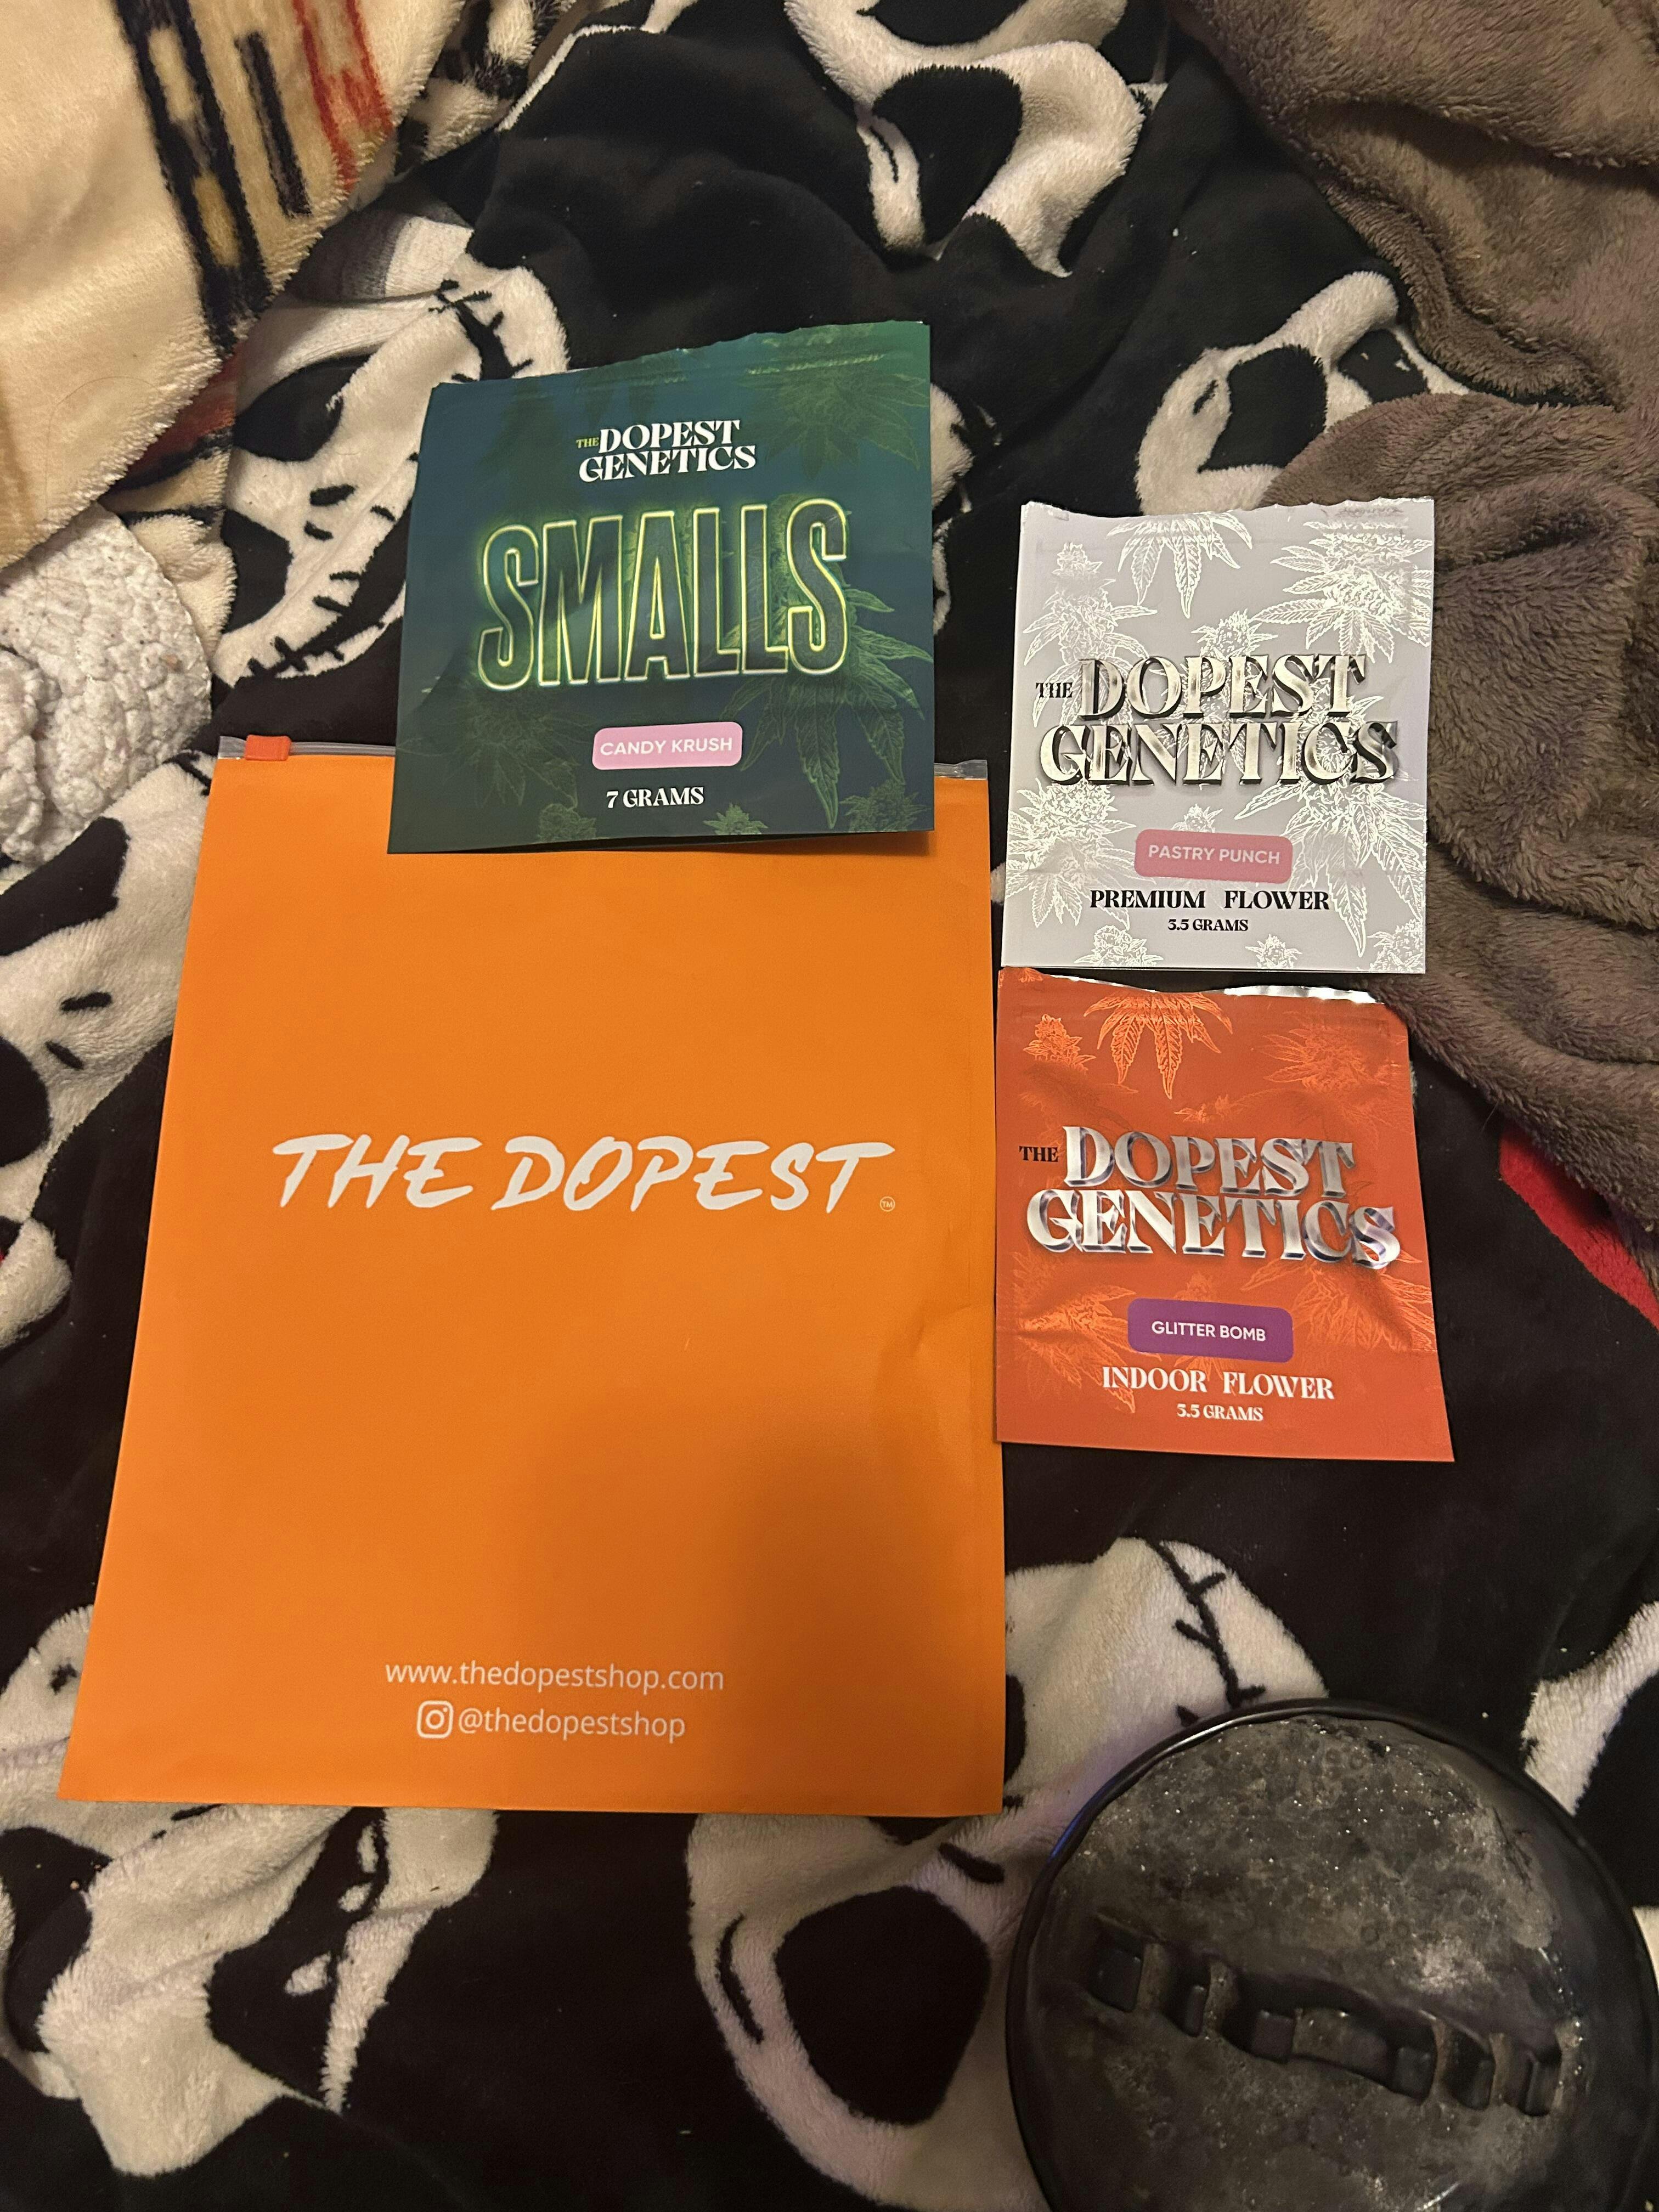 THE DOPEST
GENETICS
SMALLS
CANDY KRUSH
7 GRAMS
THE DOPEST
GENETICS
PASTRY PUNCH
PREMIUM FLOWER
3.5 GRAMS
THE DOPEST
GENETICS
GLITTER BOMB
INDOOR FLOWER
3.5 GRAMS
THE DOPEST TM
www.thedopestshop.com
@thedopestshop